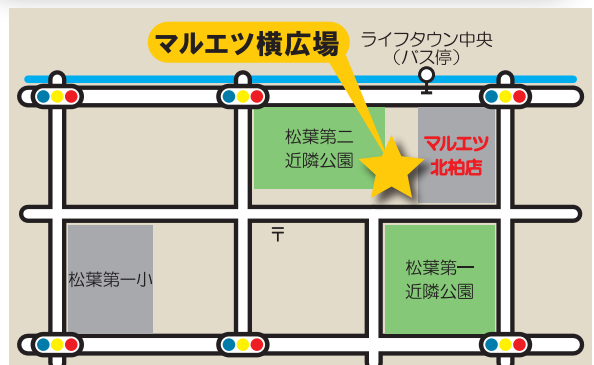 マルエツ横広場
ライフタウン中央
（バス停）
松葉第二
近隣公園
マルエツ
北柏店
〒
松葉第一小
松葉第一
近隣公園